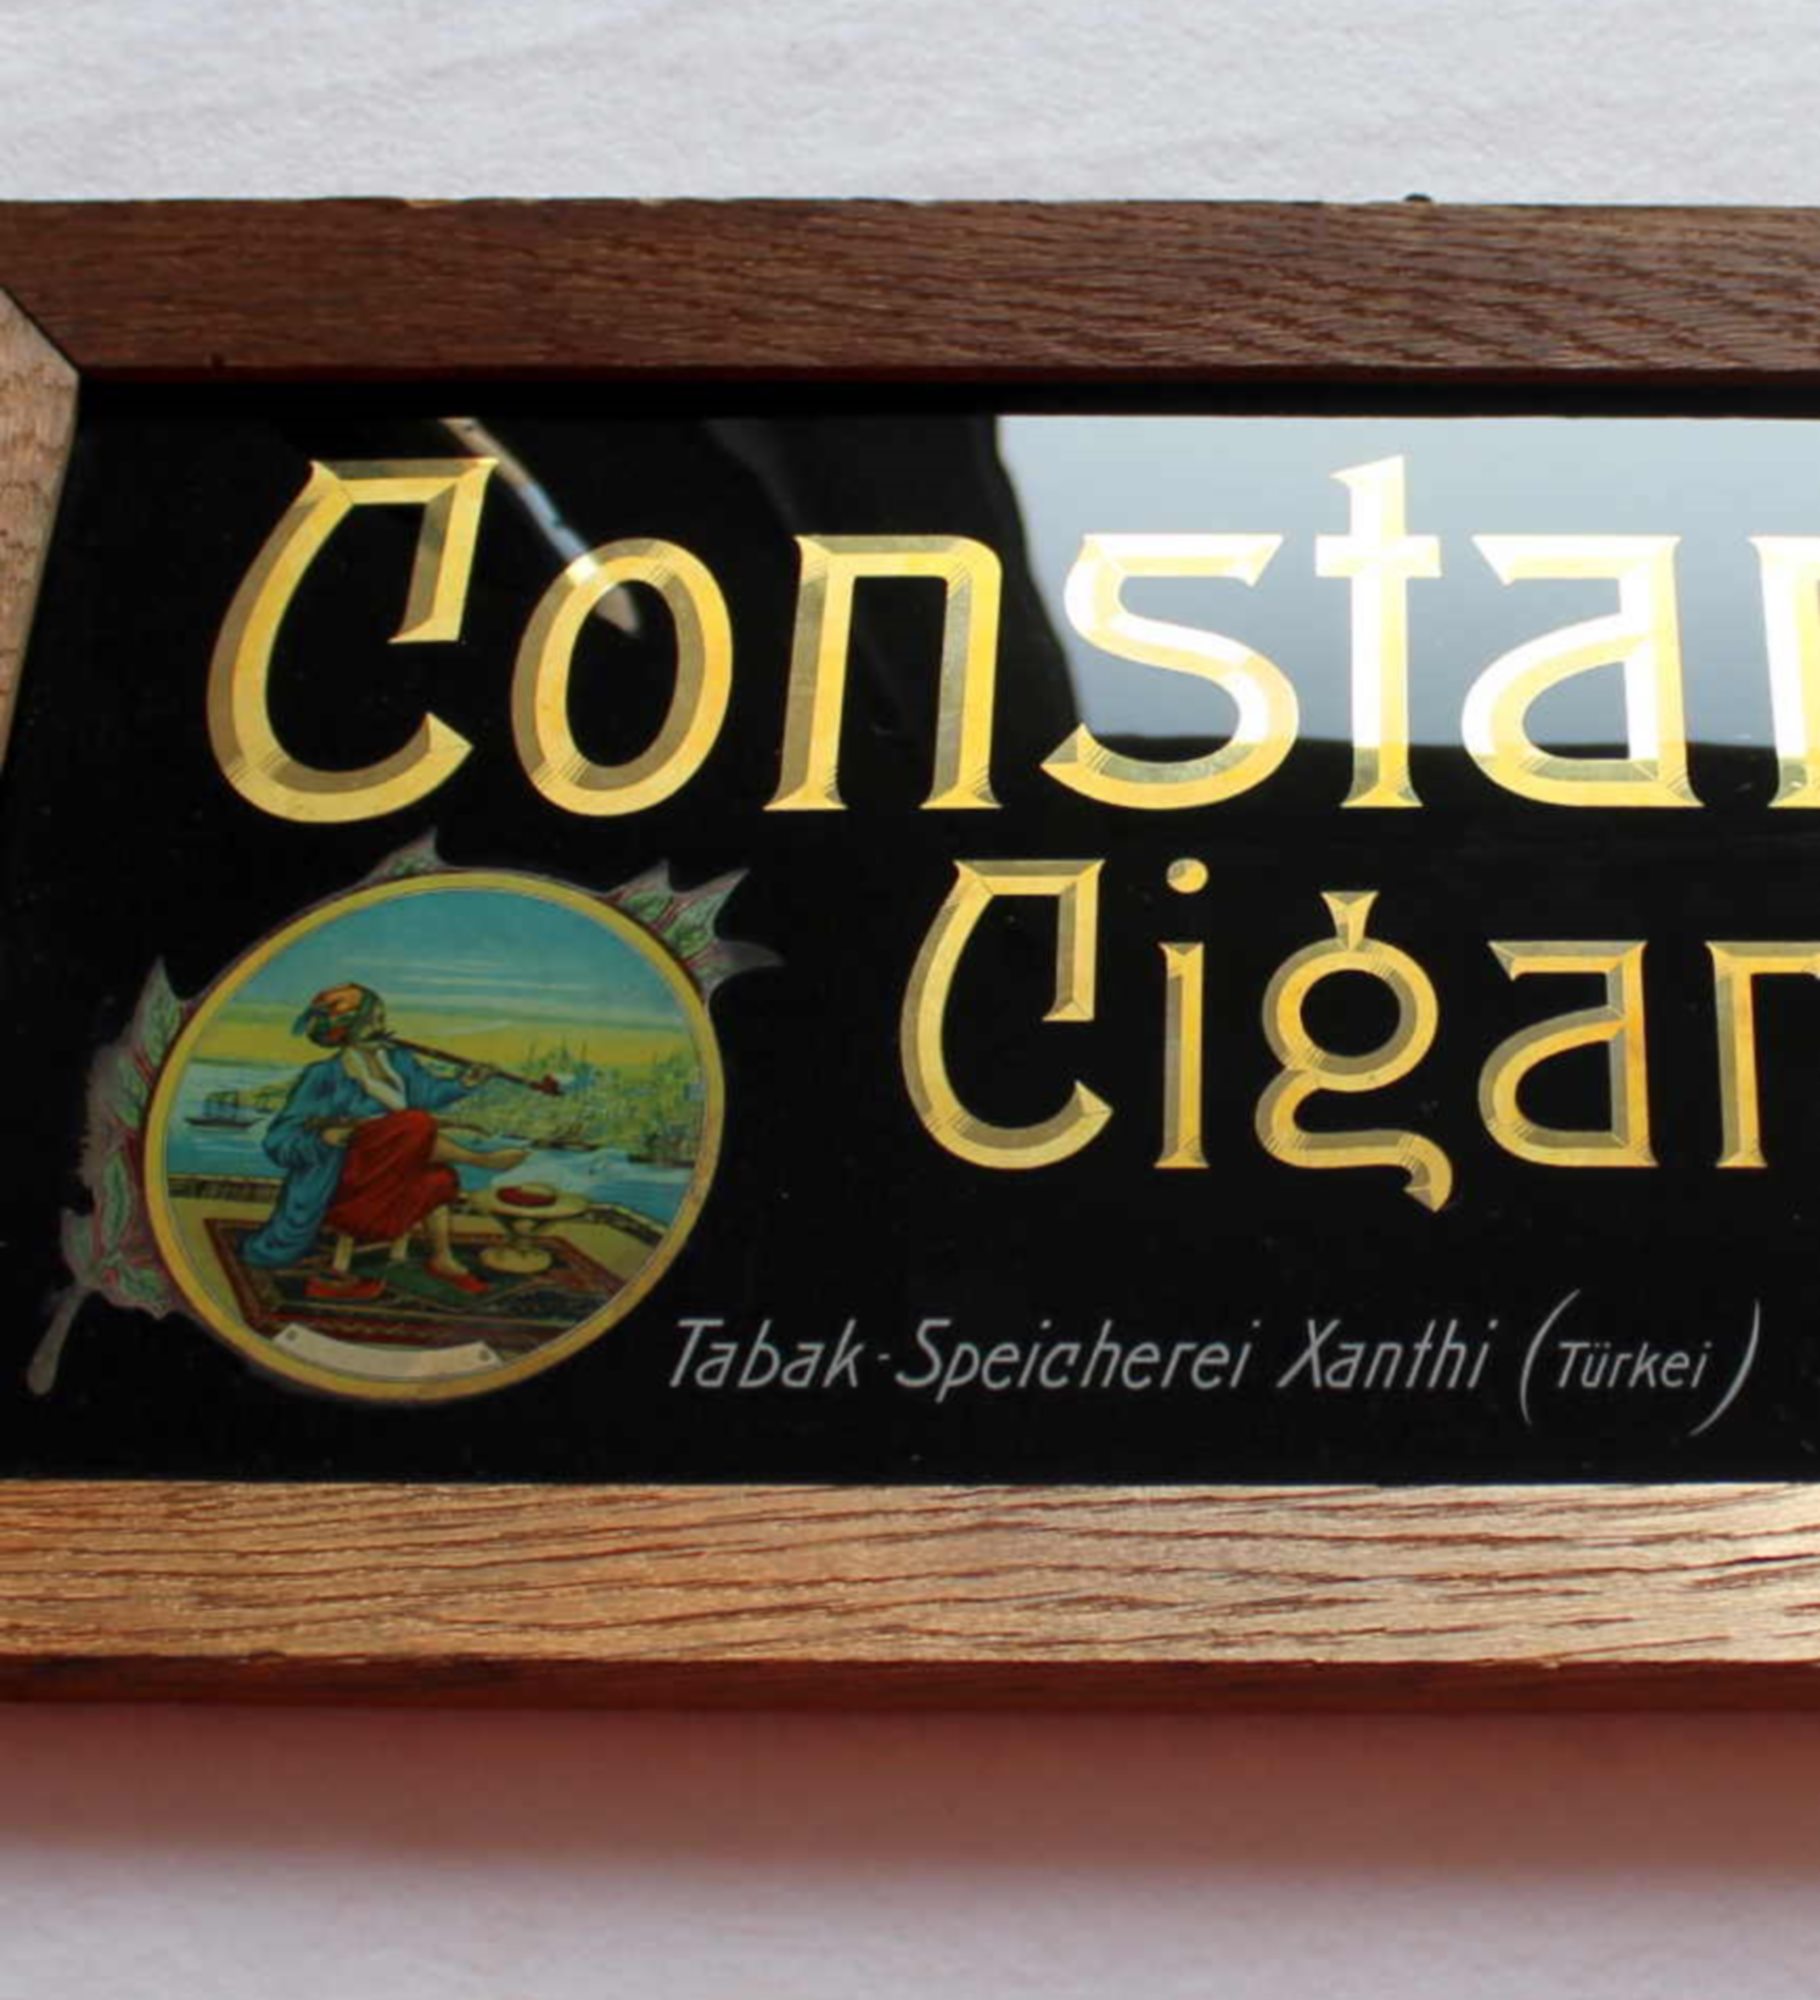 Constan
Cigar
Tabak-Speicherei Xanthi (Türkei)